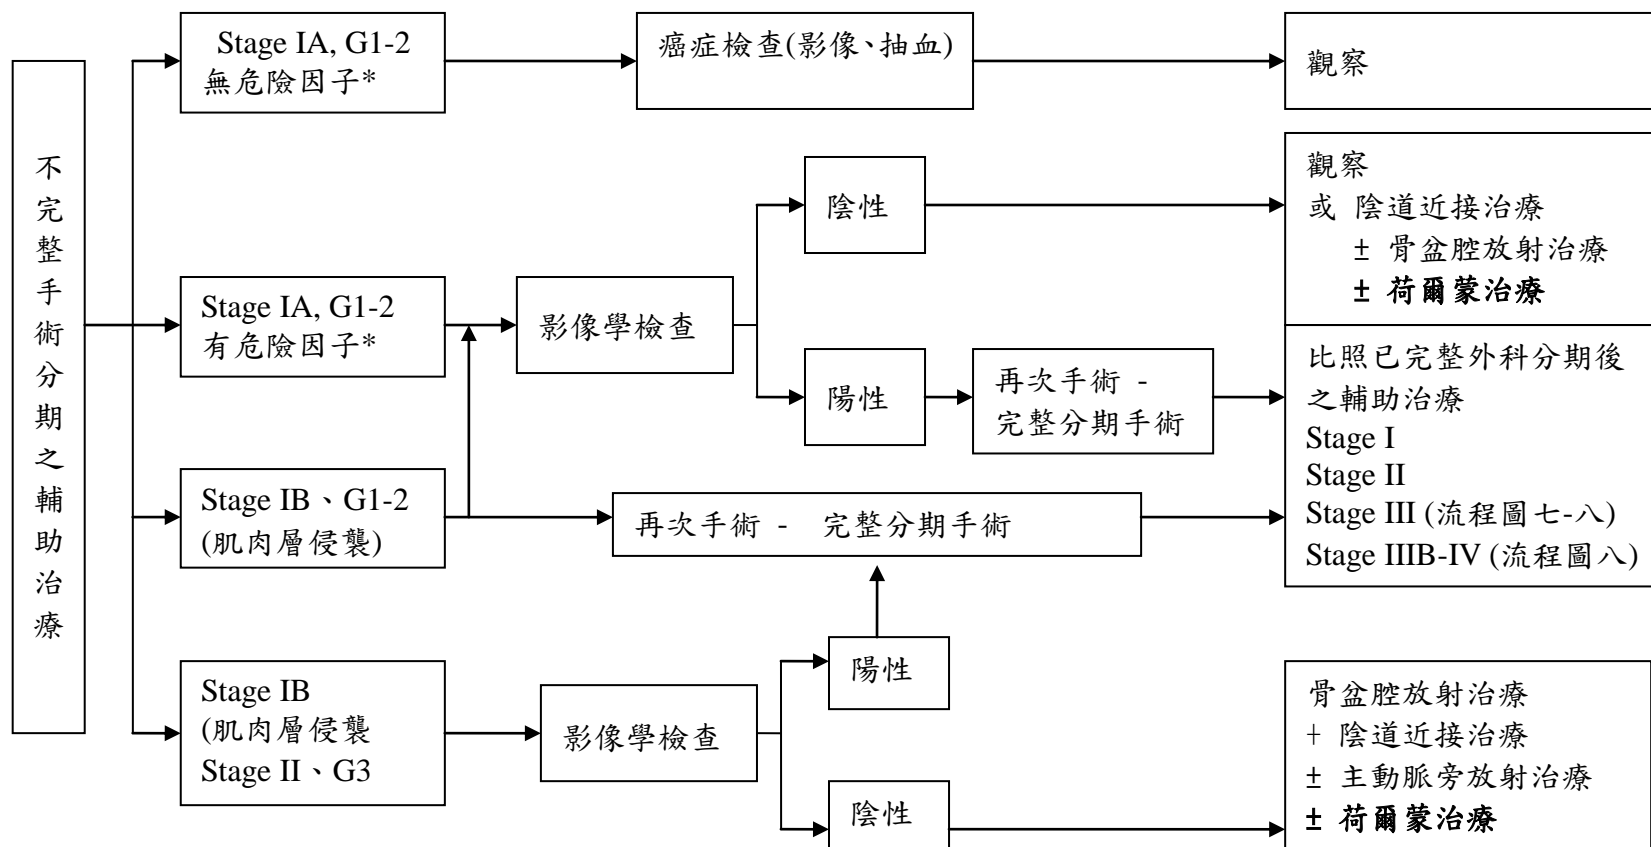 不完整手術分期之輔助治療
Stage IA, G1-2
無危險因子*
癌症檢查(影像、抽血)
觀察
Stage IA, G1-2
有危險因子*
影像學檢查
陰性
觀察
或 陰道近接治療
± 骨盆腔放射治療
± 荷爾蒙治療
陽性
再次手術 -
完整分期手術
比照已完整外科分期後
之輔助治療
Stage I
Stage II
Stage III (流程圖七-八)
Stage IIIB-IV (流程圖八)
Stage IB、G1-2
(肌肉層侵襲)
再次手術 - 完整分期手術
Stage IB
(肌肉層侵襲
Stage II、G3
影像學檢查
陽性
陰性
骨盆腔放射治療
+ 陰道近接治療
± 主動脈旁放射治療
± 荷爾蒙治療